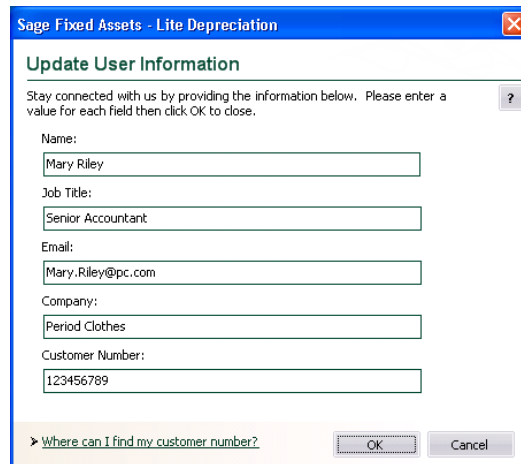 Sage Fixed Assets - Lite Depreciation
Update User Information
Stay connected with us by providing the information below. Please enter a
value for each field then click OK to close.
?
Name:
Mary Riley
Job Title:
Senior Accountant
Email:
Mary.Riley@pc.com
Company:
Period Clothes
Customer Number:
123456789
Where can I find my customer number?
OK
Cancel